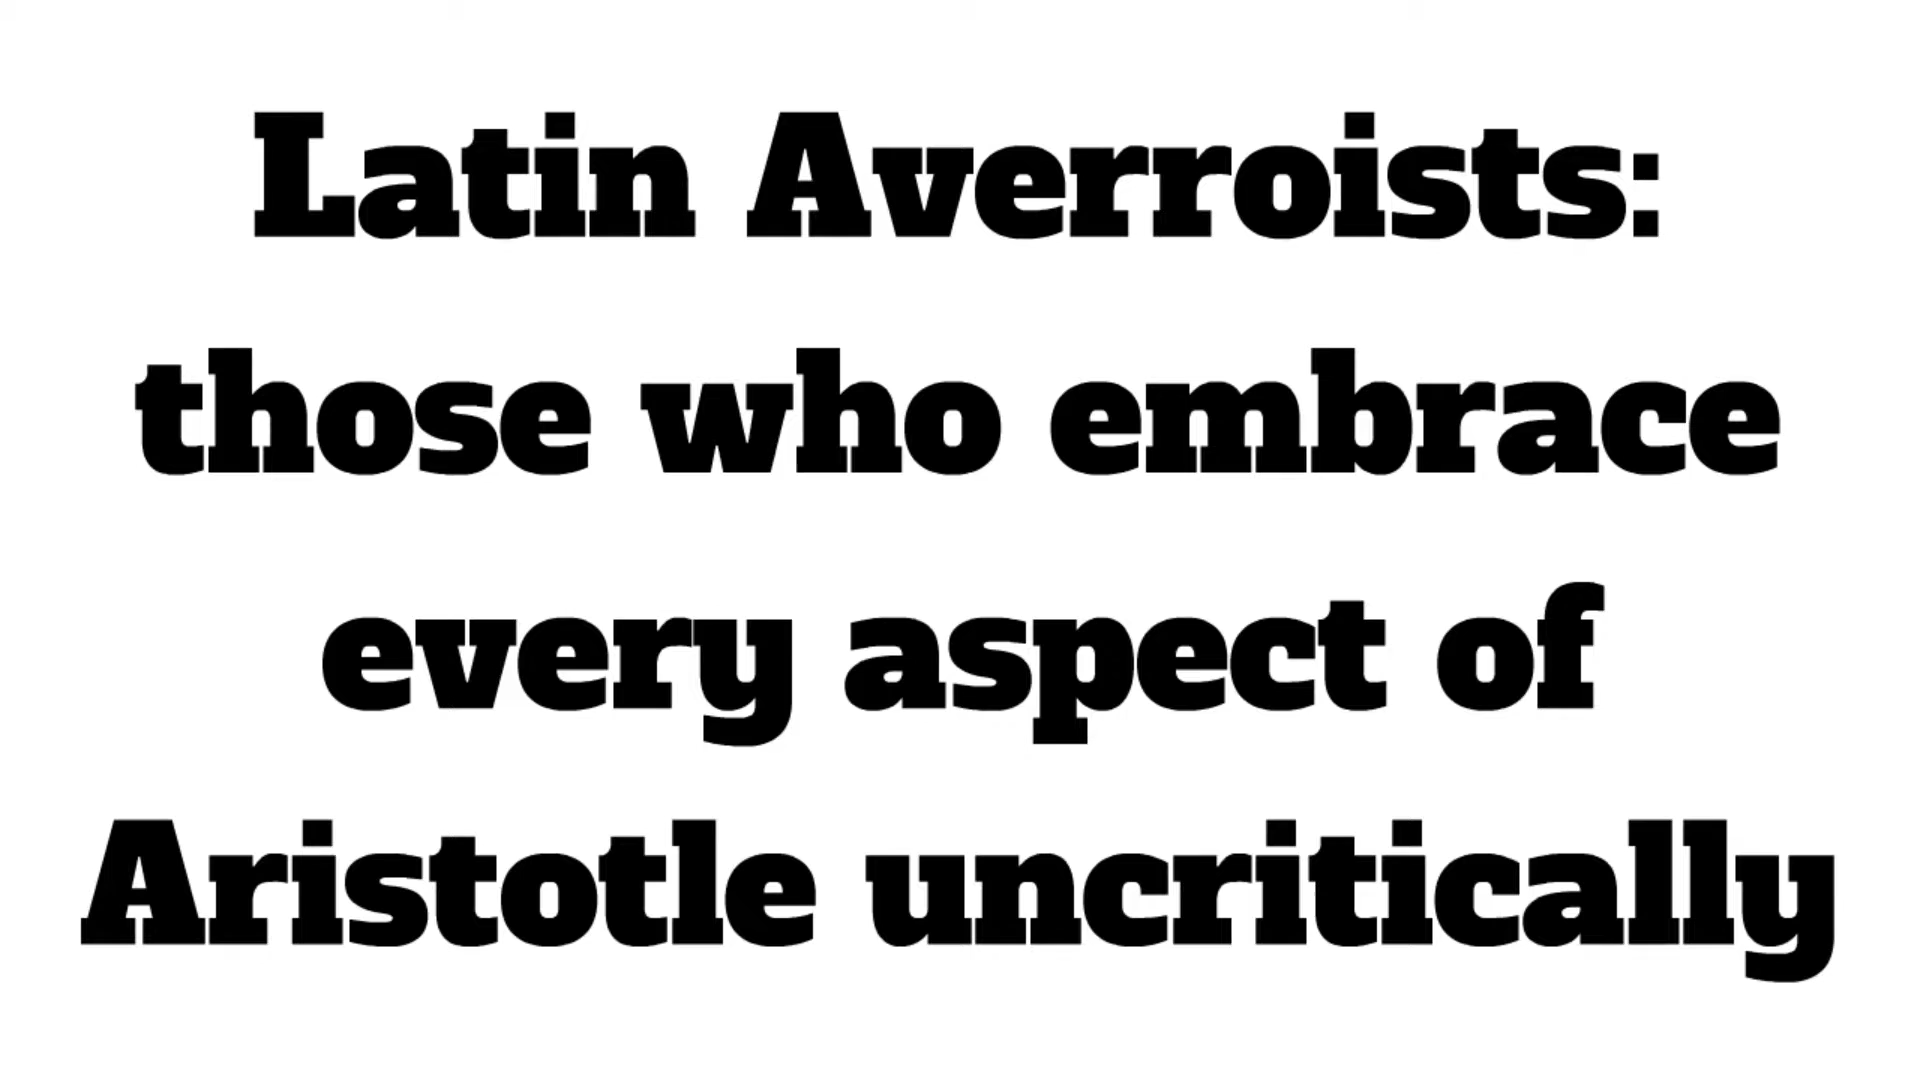 Latin Averroists:
those who embrace
every aspect of
Aristotle uncritically